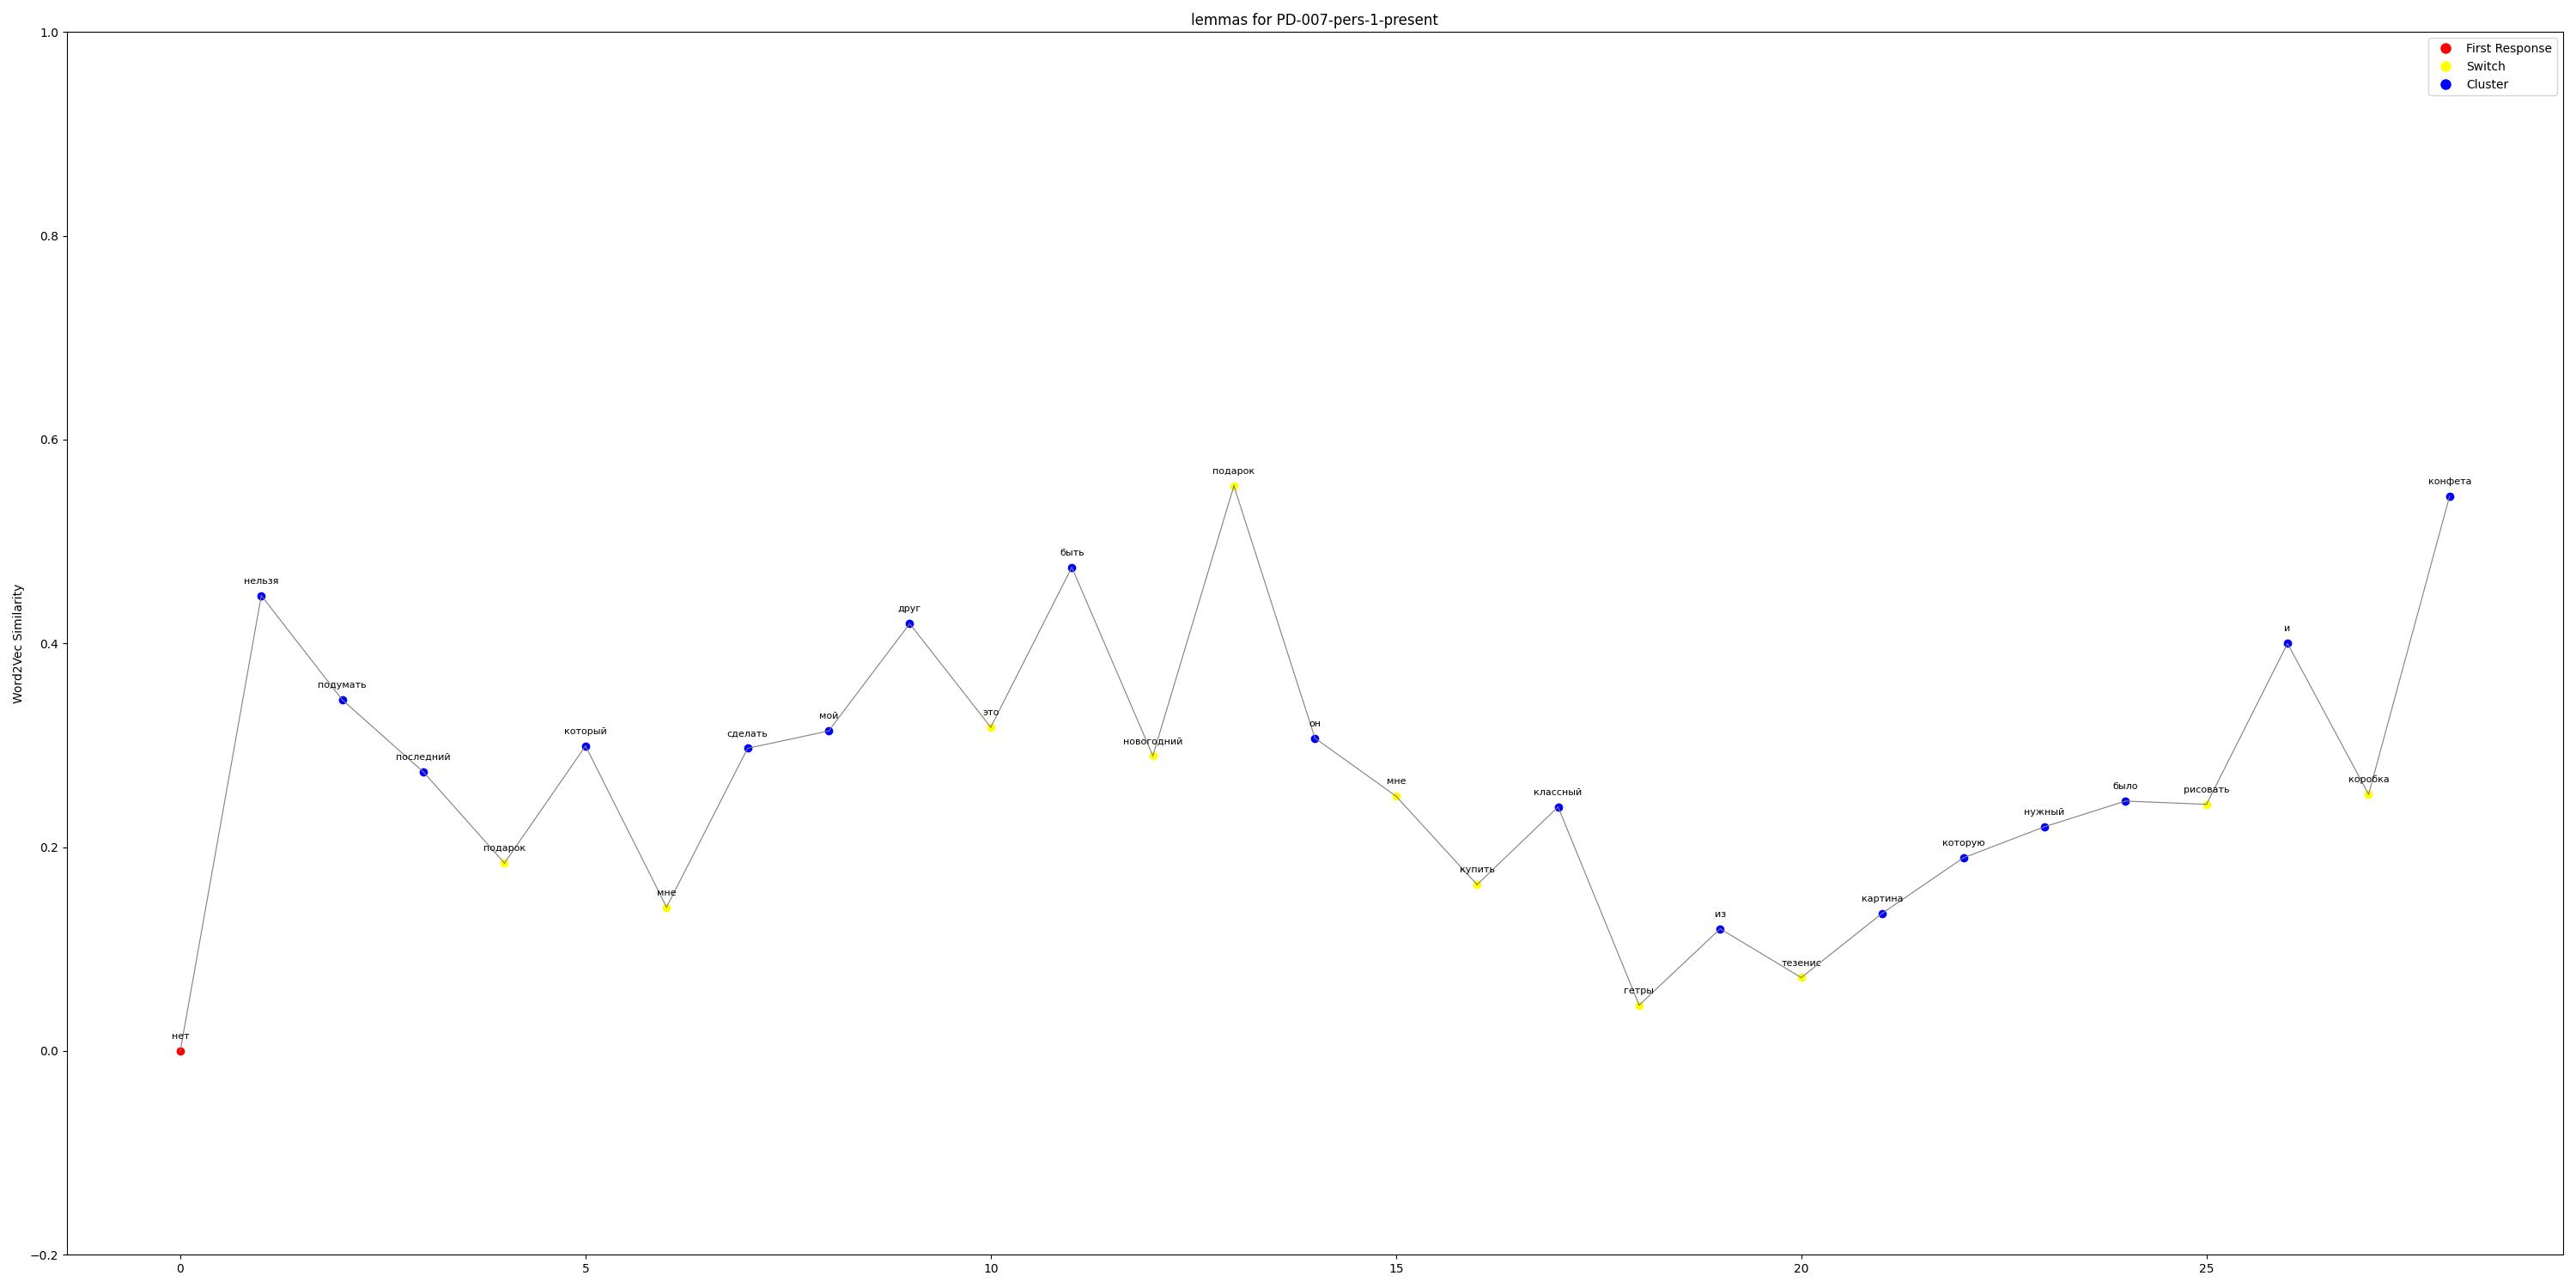 lemmas for PD-007-pers-1-present
1.0
0.8
0.6
0.4
0.2
0.0
−0.2
Word2Vec Similarity
First Response
Switch
Cluster
нет
нельзя
подумать
последний
подарок
который
мне
сделать
мой
друг
это
быть
новогодний
подарок
он
мне
купить
классный
гетры
из
тезенис
картина
которую
нужный
было
рисовать
и
коробка
конфета
0
5
10
15
20
25